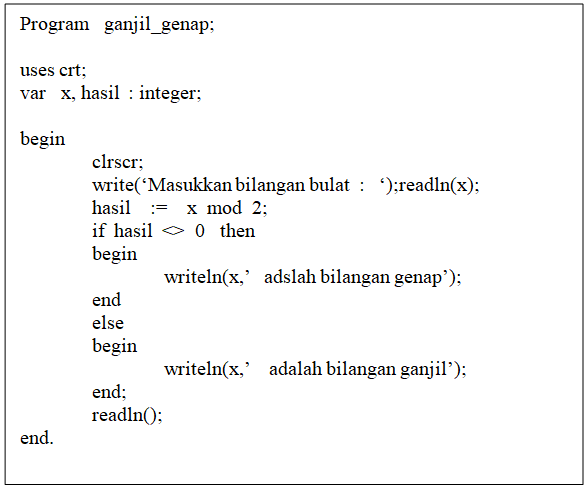 Program ganjil_genap;
uses crt;
var x, hasil : integer;
begin
clrscr;
write(‘Masukkan bilangan bulat : ‘);readln(x);
hasil := x mod 2;
if hasil <> 0 then
begin
writeln(x,’ adslah bilangan genap’);
end
else
begin
writeln(x,’ adalah bilangan ganjil’);
end;
readln();
end.